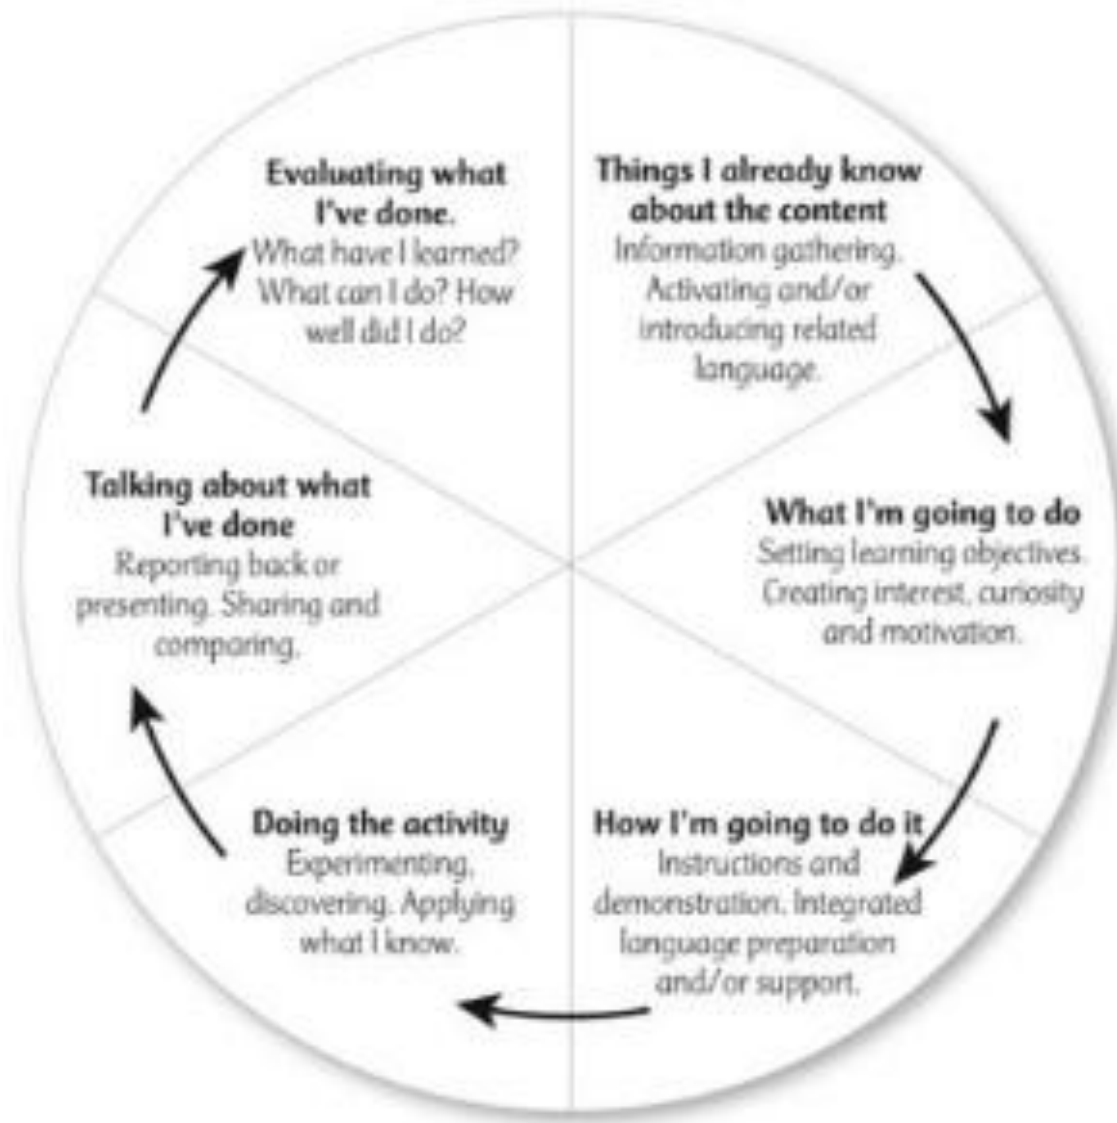 Things I already know
about the content
Information gathering.
Activating and/or
introducing related
language.
What I'm going to do
Setting learning objectives.
Creating interest, curiosity
and motivation.
How I'm going to do it
Instructions and
demonstration. Integrated
language preparation
and/or support.
Doing the activity
Experimenting,
discovering. Applying
what I know.
Talking about what
I've done
Reporting back or
presenting. Sharing and
comparing.
Evaluating what
I've done.
What have I learned?
What can I do? How
well did I do?